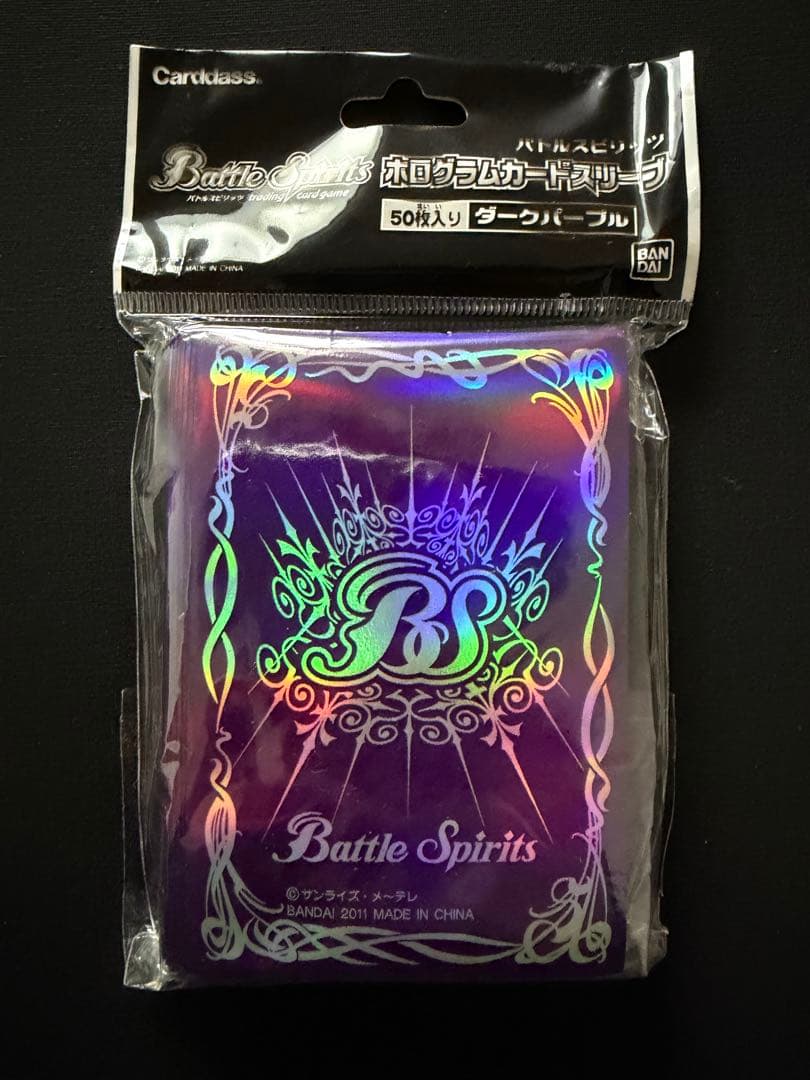 Carddass
バトルスピリッツ
Battle Spirits
ホログラムカードスリーブ
バトルスピリッツ trading card game
50枚入り ダークパープル
BAN
DAI
2011 MADE IN CHINA
BS
Battle Spirits
©サンライズ・メ～テレ
BANDAI 2011 MADE IN CHINA